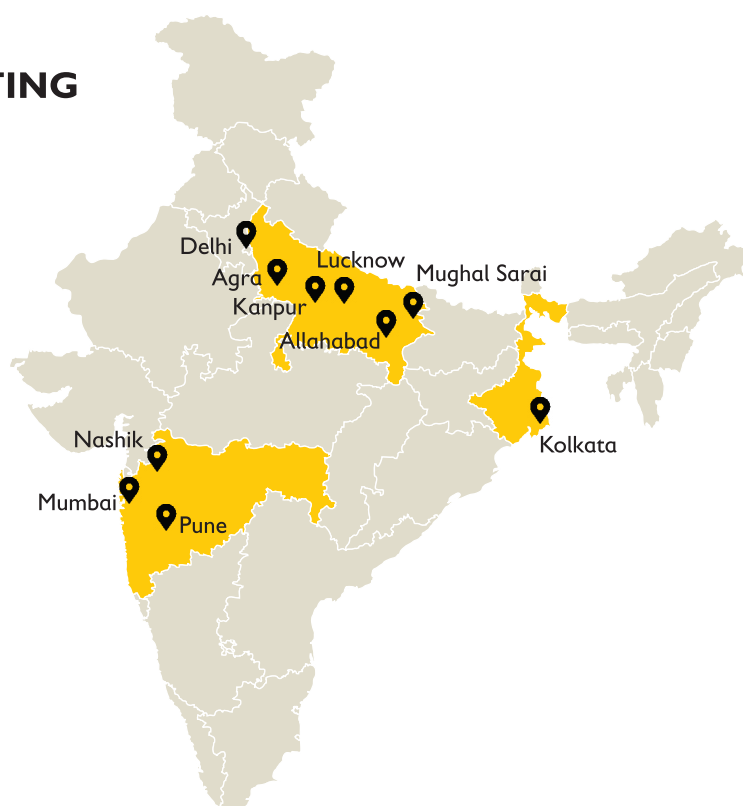 TING
Delhi
Lucknow
Agra
Mughal Sarai
Kanpur
Allahabad
Nashik
Kolkata
Mumbai
Pune